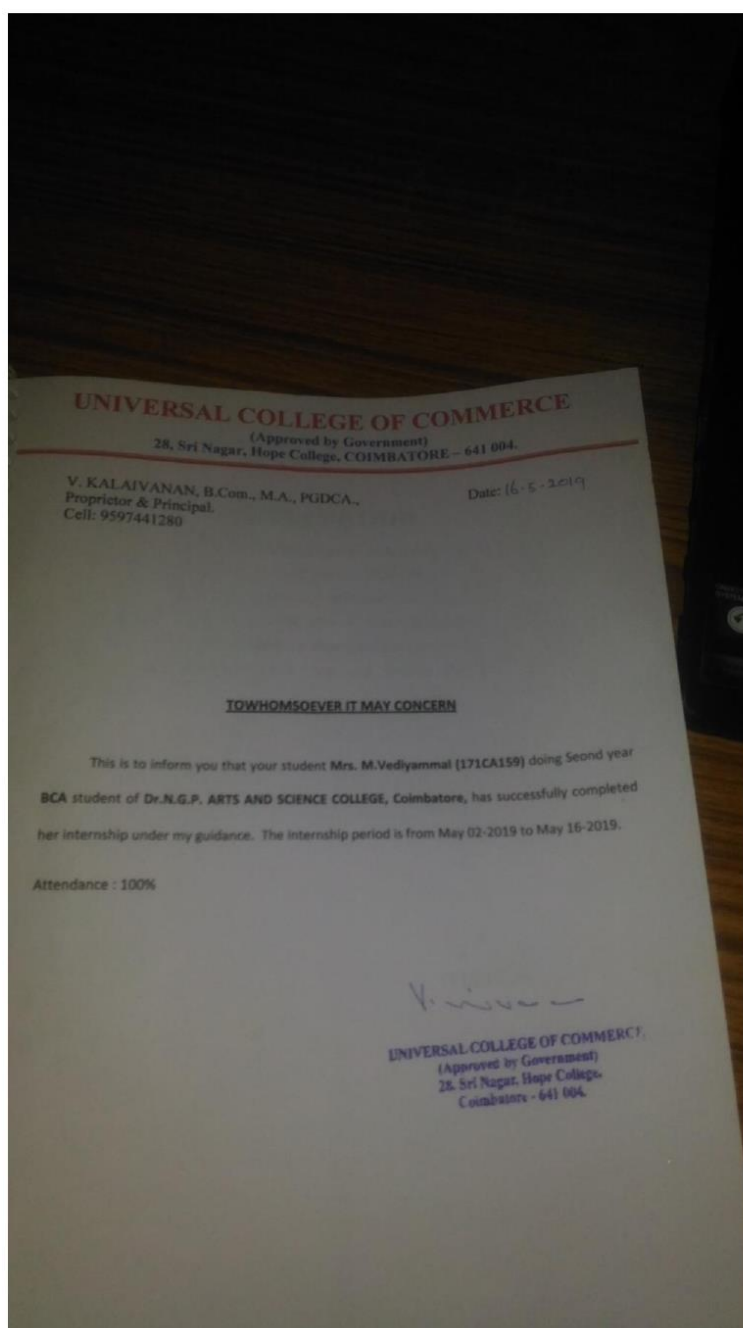 UNIVERSAL COLLEGE OF COMMERCE
(Approved by Government)
28, Sri Nagar, Hope College, COIMBATORE – 641 004.
V. KALAIVANAN, B.Com., M.A., PGDCA.,
Proprictor & Principal.
Cell: 9597441280
Date: 16-5-2019
TOWHOMSOEVER IT MAY CONCERN
This is to inform you that your student Mrs. M.Vediyammal (171CA159) doing Seond year
BCA student of Dr.N.G.P. ARTS AND SCIENCE COLLEGE, Coimbatore, has successfully completed
her internship under my guidance. The internship period is from May 02-2019 to May 16-2019.
Attendance : 100%
UNIVERSAL COLLEGE OF COMMERCE,
(Approved by Government)
28, Sri Nagar, Hope College,
Coimbatore - 641 004.